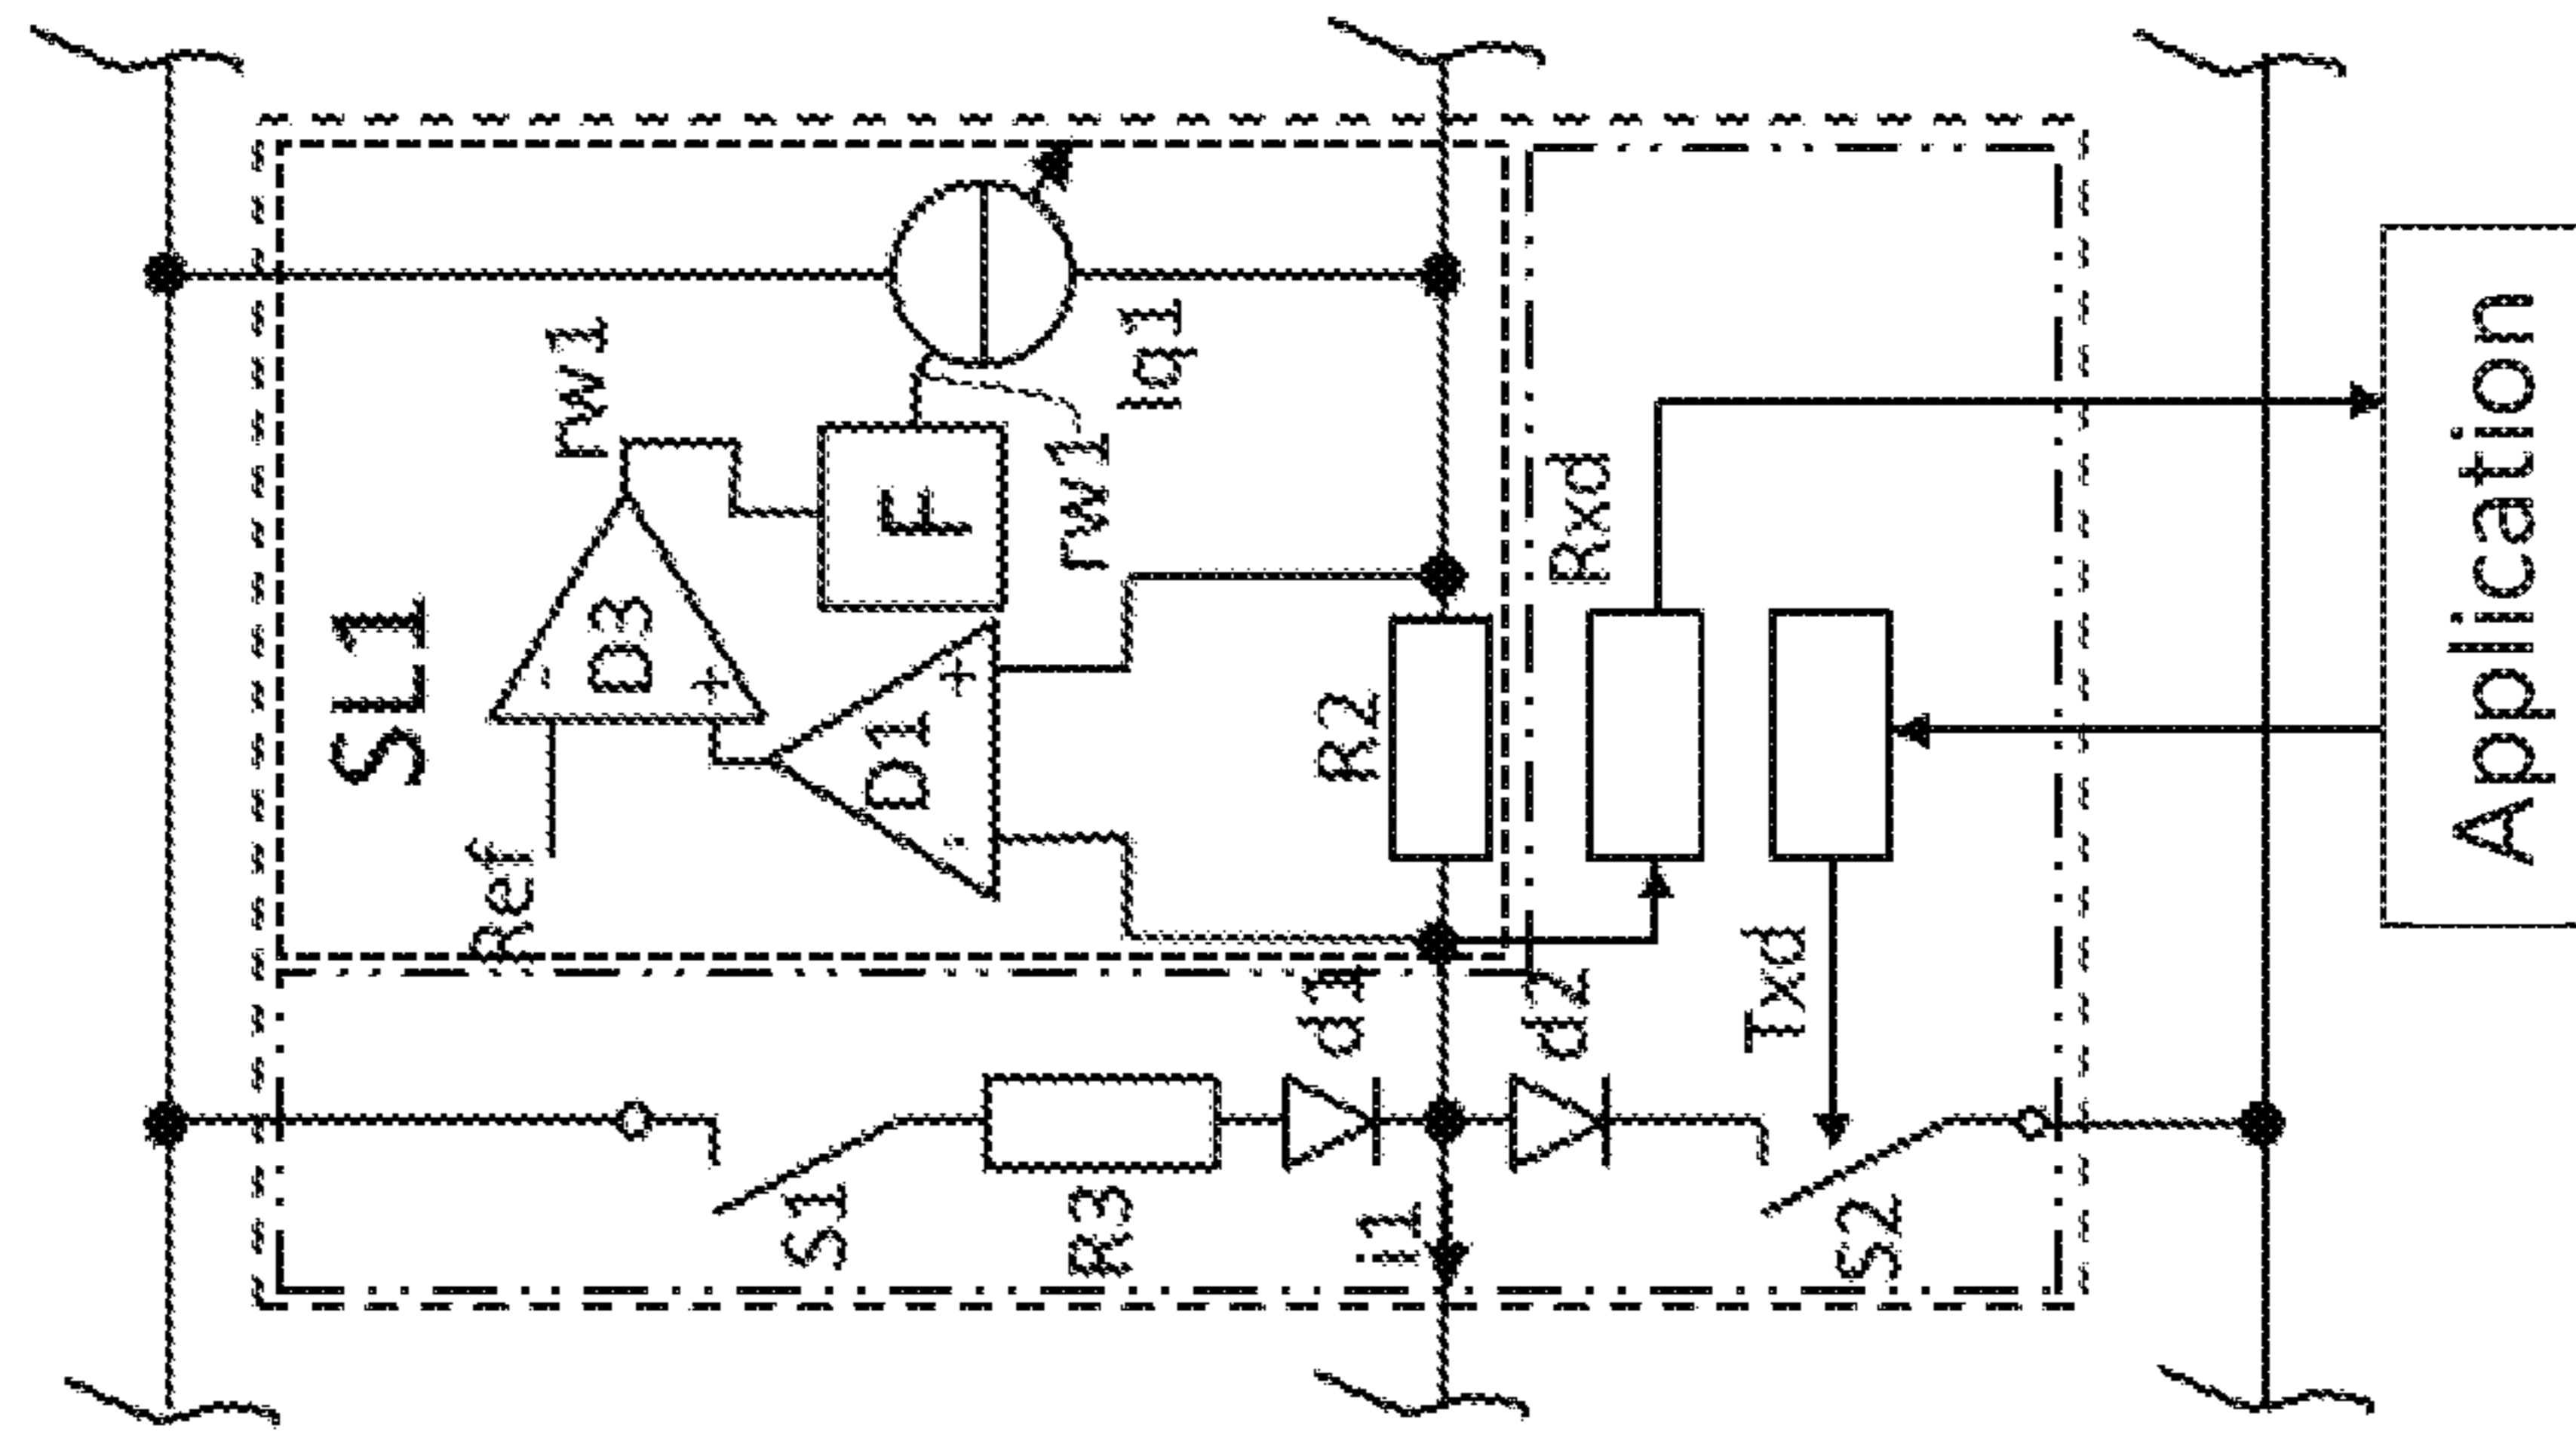 SL1
Ref
-
D3
+
rw1
-
D1
+
F
rw1
Iq1
S1
R3
d1
i1
R2
d2
Rxd
Txd
S2
Application